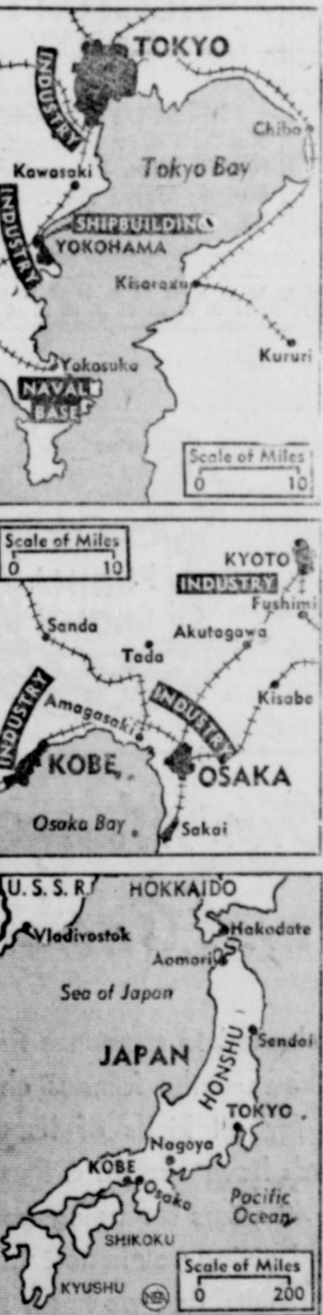 TOKYO
INDUSTRY
Chiba
Kawasaki
Tokyo Bay
INDUSTRY
SHIPBUILDING
YOKOHAMA
Kisarazu
Kururi
Yokosuka
NAVAL
BASE
Scale of Miles
0 10
Scale of Miles
0 10
KYOTO
INDUSTRY
Fushimi
Sanda
Akutagawa
Tada
Kisabe
INDUSTRY
Amagasaki
INDUSTRY
KOBE
OSAKA
Osaka Bay
Sakai
U.S.S.R.
HOKKAIDO
Vladivostok
Hakodate
Aomori
Sea of Japan
Sendai
JAPAN
HONSHU
TOKYO
Nagoya
KOBE
Osaka
Pacific
Ocean
SHIKOKU
Scale of Miles
0 200
KYUSHU
NEA